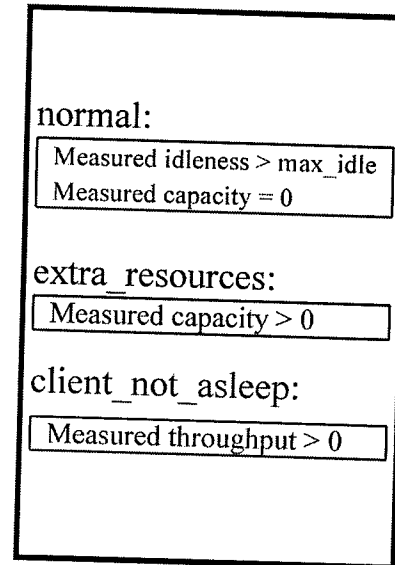 normal:
Measured idleness > max_idle
Measured capacity = 0
extra_resources:
Measured capacity > 0
client_not_asleep:
Measured throughput > 0